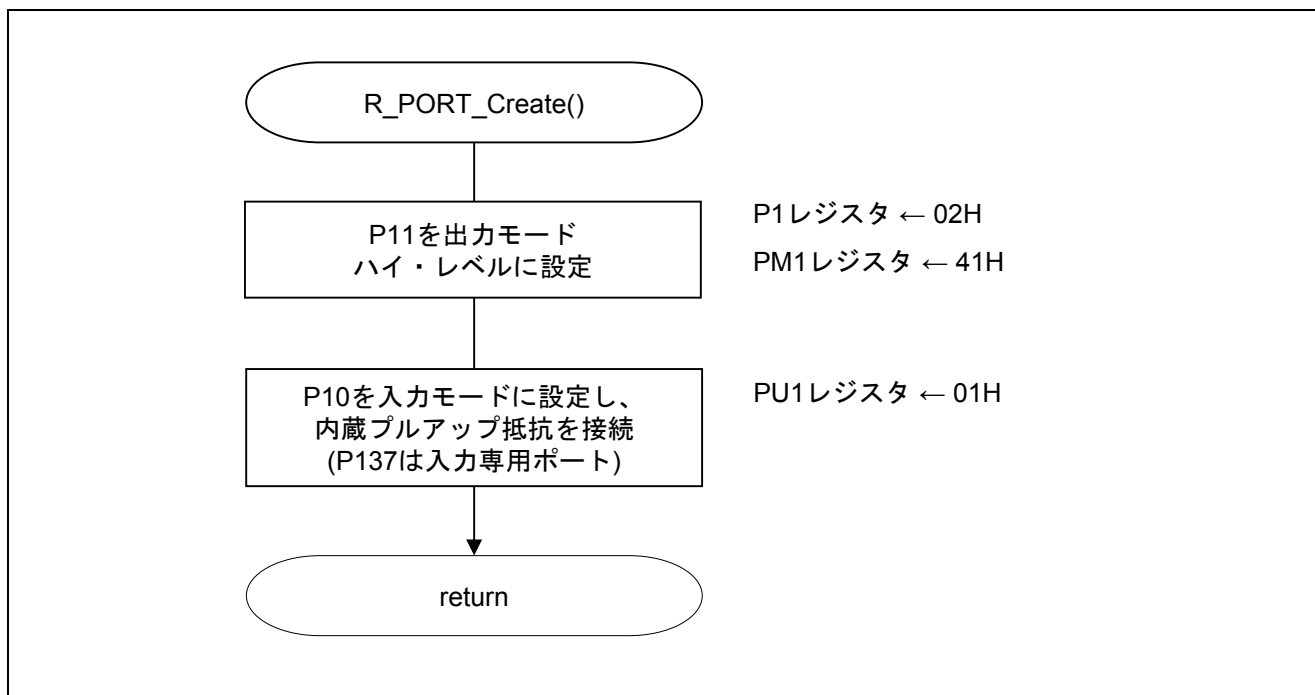 R_PORT_Create()
P11を出力モード
ハイ・レベルに設定
P1レジスタ ← 02H
PM1レジスタ ← 41H
P10を入力モードに設定し、
内蔵プルアップ抵抗を接続
(P137は入力専用ポート)
PU1レジスタ ← 01H
return